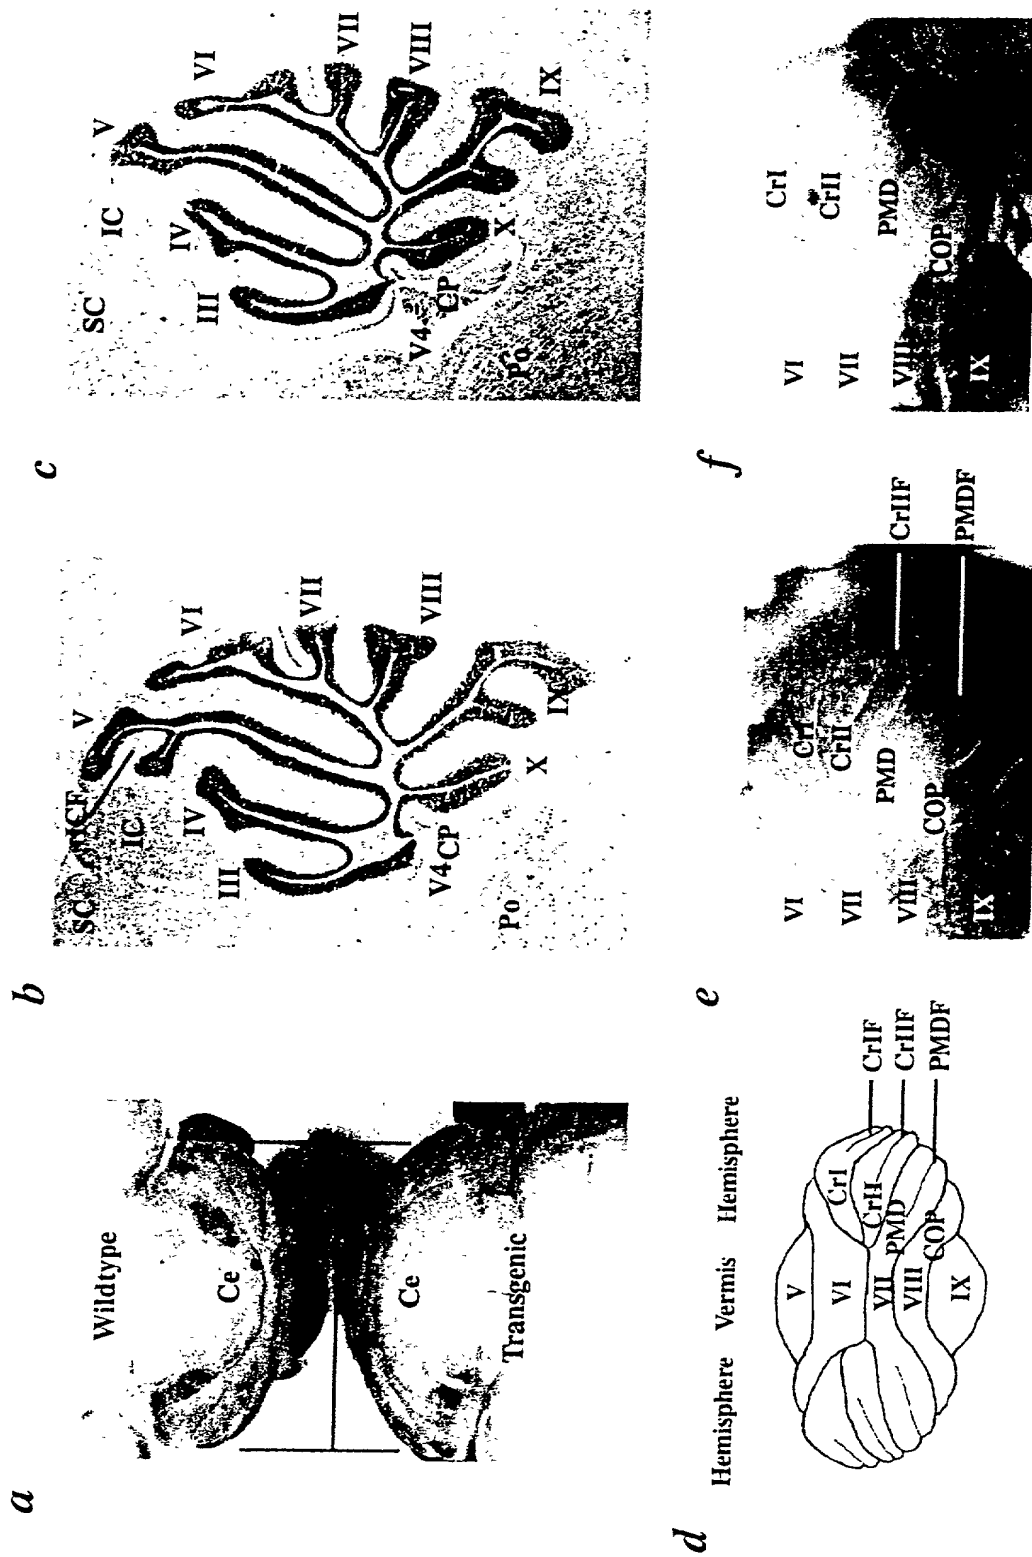 a
Wildtype
Ce
Ce
Transgenic
b
SC
ICF
IC
V
VI
IV
VII
III
VIII
V4
CP
IX
X
Po
c
SC
IC
V
VI
IV
VII
III
VIII
V4
CP
IX
X
Po
d
Hemisphere Vermis Hemisphere
V
VI
CrI
CrII
VII
PMD
VIII
COP
IX
CrIF
CrIIF
PMDF
e
VI
CrI
VII
CrII
VIII
PMD
COP
IX
CrIIF
PMDF
f
VI
CrI
VII
CrII
VIII
PMD
COP
IX